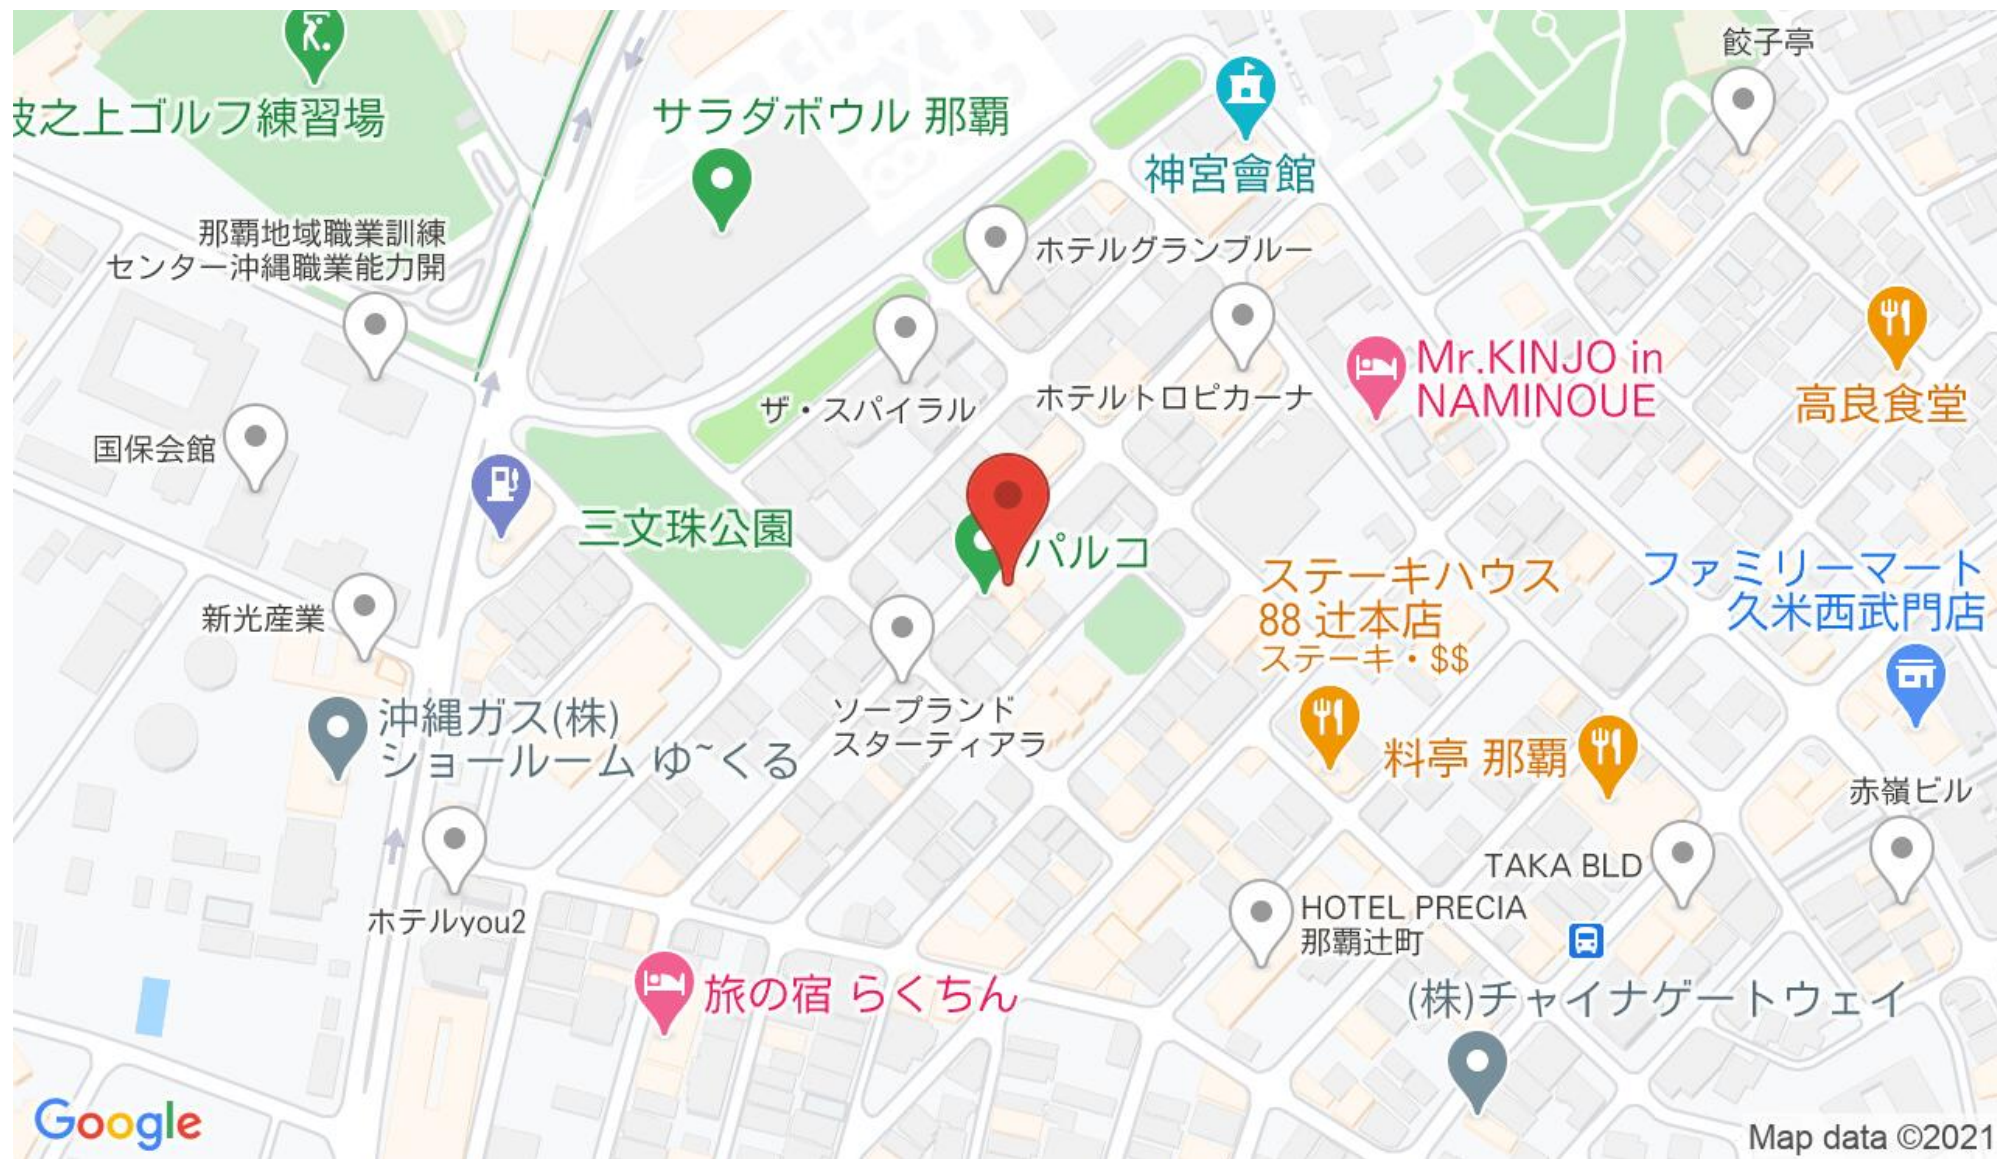 餃子亭
波之上ゴルフ練習場
サラダボウル 那覇
神宮會館
那覇地域職業訓練
センター沖縄職業能力開
ホテルグランブルー
Mr.KINJO in
NAMINOUE
ザ・スパイラル
ホテルトロピカーナ
高良食堂
国保会館
三文珠公園
パルコ
ステーキハウス
88 辻本店
ステーキ・$$
ファミリーマート
久米西武門店
新光産業
沖縄ガス(株)
ショールーム ゆ~くる
ソープランド
スターティアラ
料亭 那覇
赤嶺ビル
TAKA BLD
ホテルyou2
HOTEL PRECIA
那覇辻町
旅の宿 らくちん
(株)チャイナゲートウェイ
Google
Map data ©2021